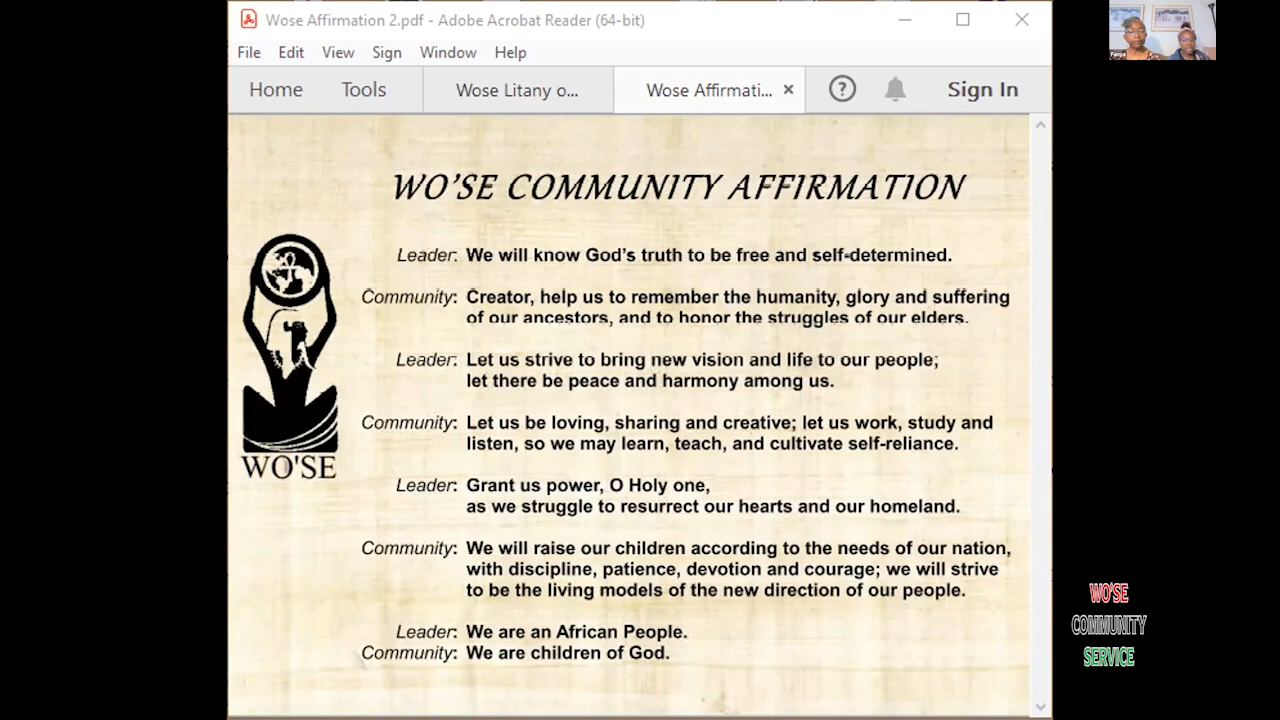 Wose Affirmation 2.pdf - Adobe Acrobat Reader (64-bit)
File Edit View Sign Window Help
Home Tools Wose Litany o... Wose Affirmati... × ? Sign In
WO'SE COMMUNITY AFFIRMATION
Leader: We will know God's truth to be free and self-determined.
Community: Creator, help us to remember the humanity, glory and suffering
of our ancestors, and to honor the struggles of our elders.
Leader: Let us strive to bring new vision and life to our people;
let there be peace and harmony among us.
Community: Let us be loving, sharing and creative; let us work, study and
listen, so we may learn, teach, and cultivate self-reliance.
WO'SE
Leader: Grant us power, O Holy one,
as we struggle to resurrect our hearts and our homeland.
Community: We will raise our children according to the needs of our nation,
with discipline, patience, devotion and courage; we will strive
to be the living models of the new direction of our people.
Leader: We are an African People.
Community: We are children of God.
WO'SE
COMMUNITY
SERVICE